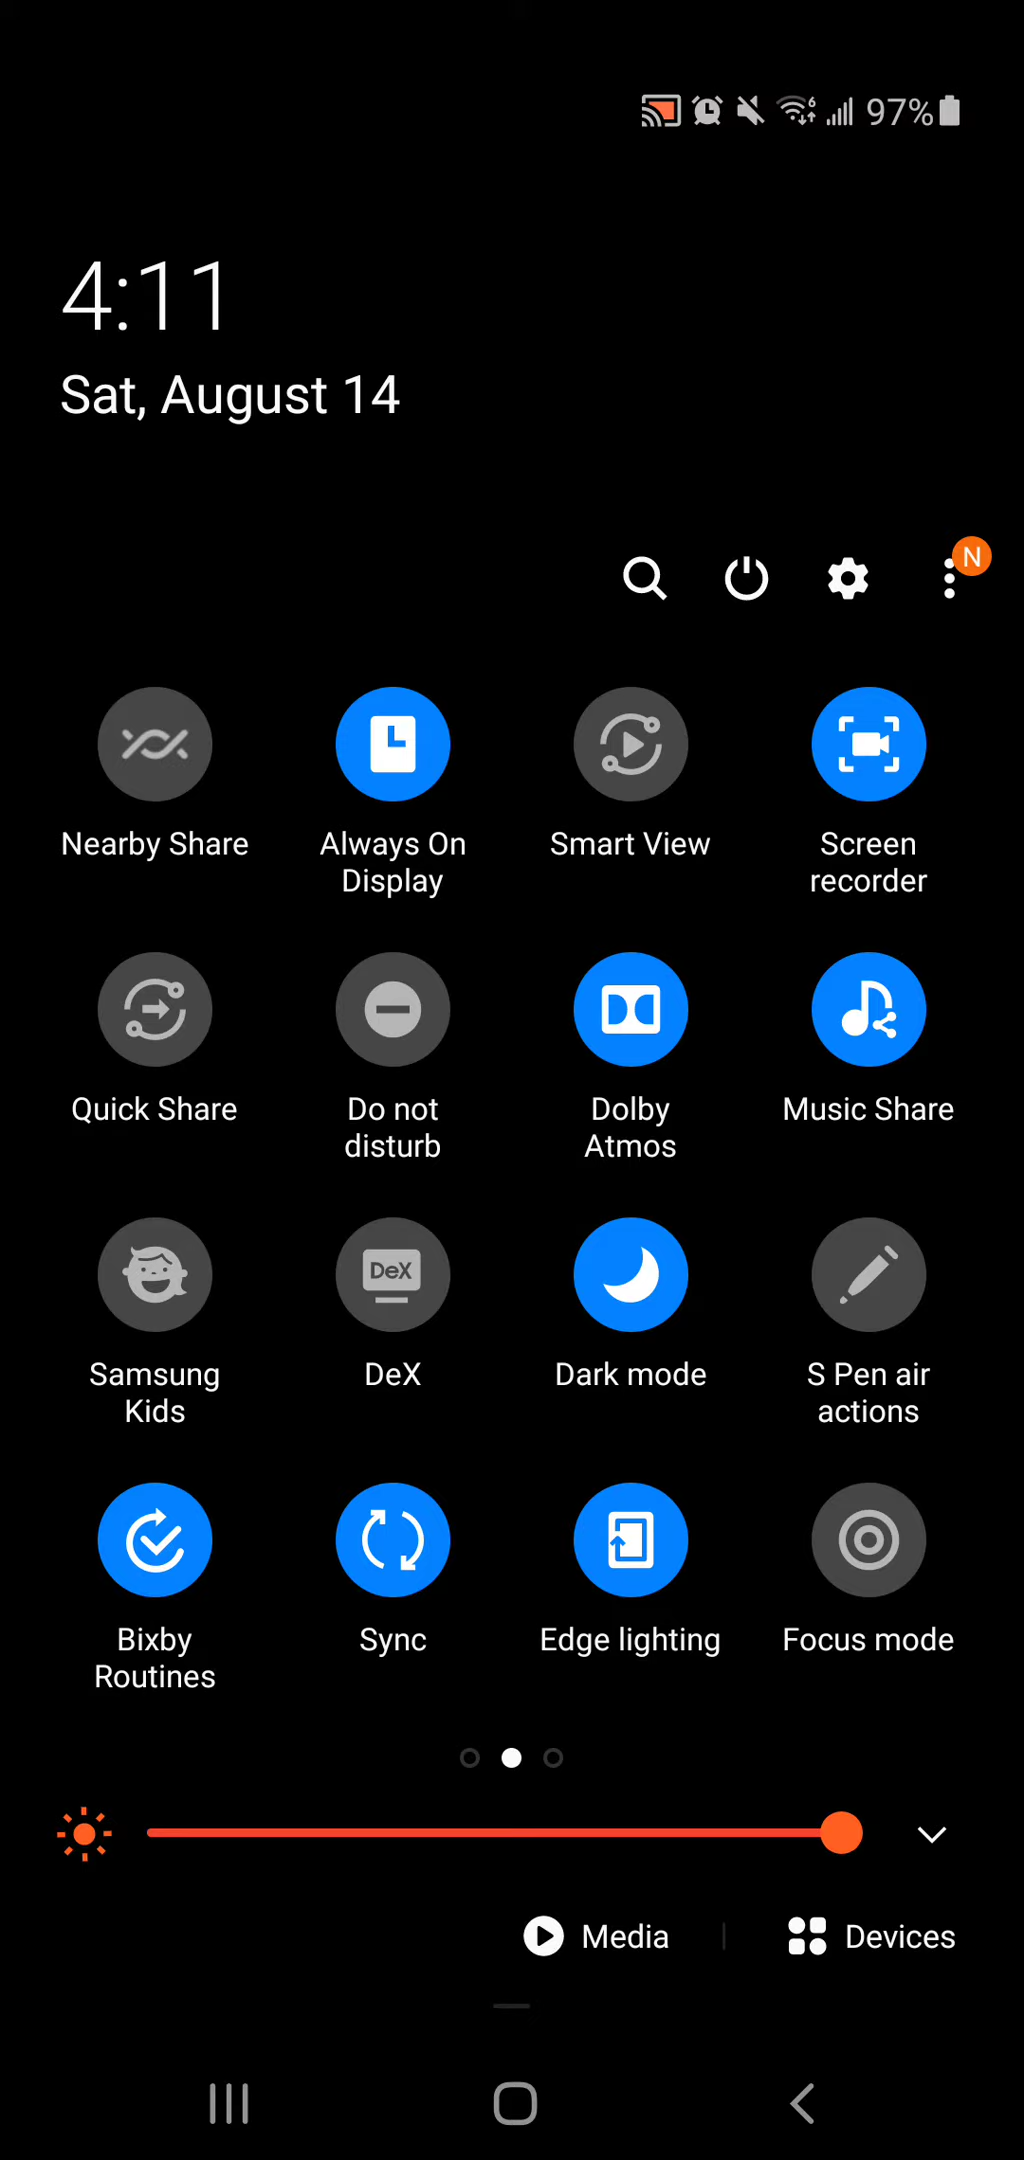 97%
4:11
Sat, August 14
N
Nearby Share
Always On
Display
Smart View
Screen
recorder
Quick Share
Do not
disturb
Dolby
Atmos
Music Share
Samsung
Kids
DeX
DeX
Dark mode
S Pen air
actions
Bixby
Routines
Sync
Edge lighting
Focus mode
Media
Devices